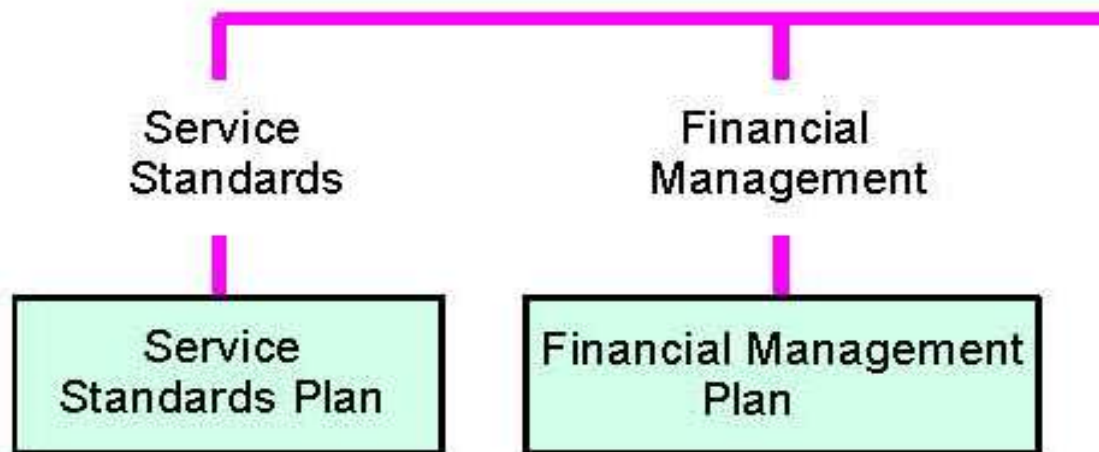 Service
Standards
Financial
Management
Service
Standards Plan
Financial Management
Plan